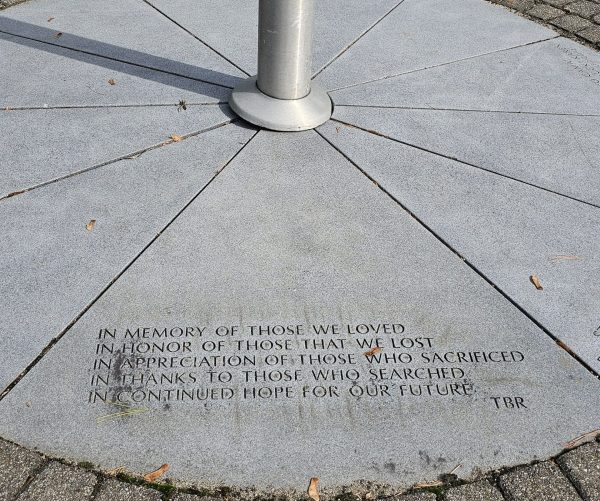 IN MEMORY OF THOSE WE LOVED
IN HONOR OF THOSE THAT WE LOST
IN APPRECIATION OF THOSE WHO SACRIFICED
IN THANKS TO THOSE WHO SEARCHED
IN CONTINUED HOPE FOR OUR FUTURE.
TBR